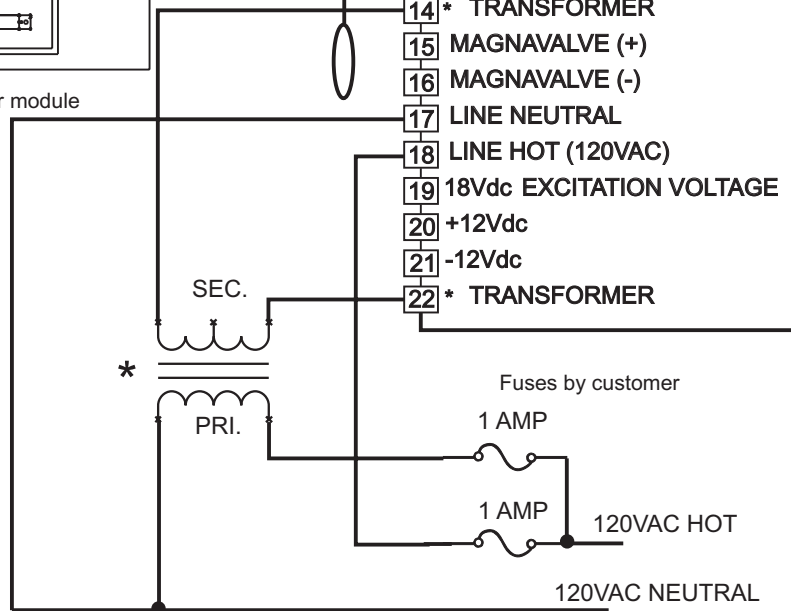 14 * TRANSFORMER
15 MAGNAVALVE (+)
16 MAGNAVALVE (-)
r module
17 LINE NEUTRAL
18 LINE HOT (120VAC)
19 18Vdc EXCITATION VOLTAGE
20 +12Vdc
21 -12Vdc
SEC.
22 * TRANSFORMER
*
Fuses by customer
PRI.
1 AMP
1 AMP
120VAC HOT
120VAC NEUTRAL